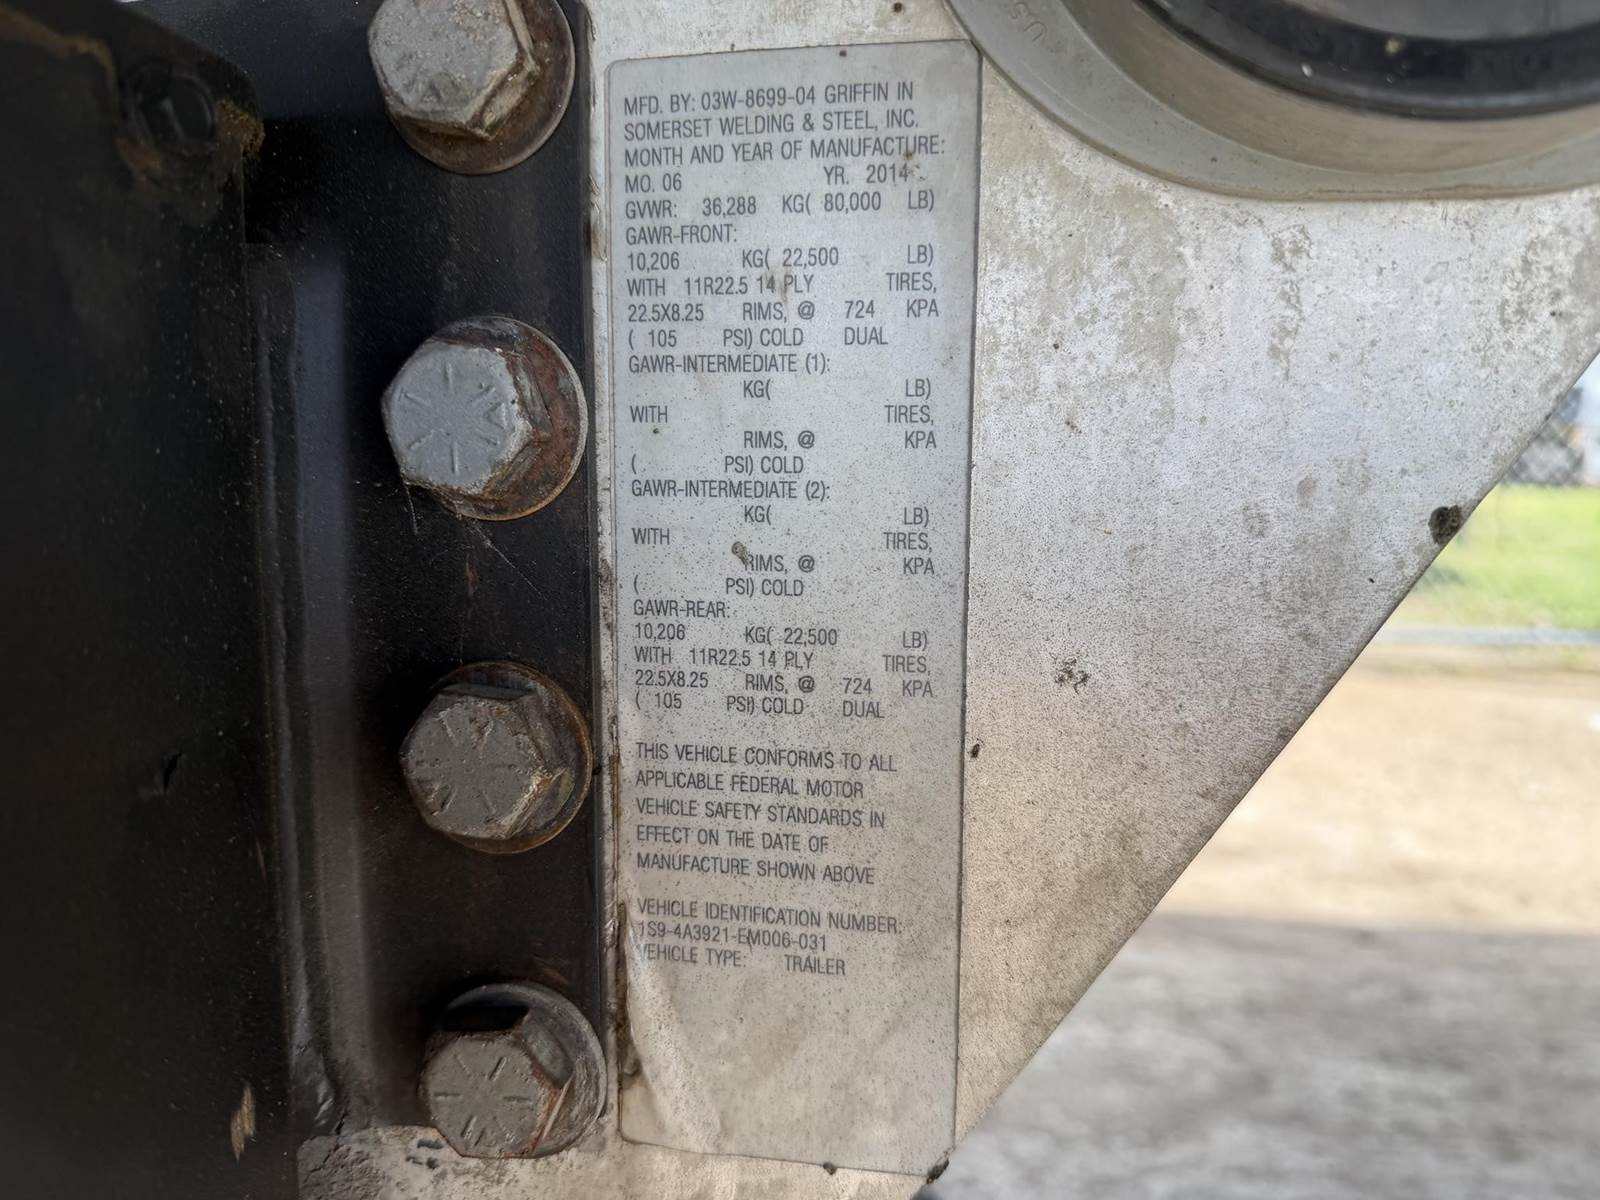 MFD. BY: 03W-8699-04 GRIFFIN IN
SOMERSET WELDING & STEEL, INC.
MONTH AND YEAR OF MANUFACTURE:
MO. 06 YR. 2014
GVWR: 36,288 KG( 80,000 LB)
GAWR-FRONT:
10,206 KG( 22,500 LB)
WITH 11R22.5 14 PLY TIRES,
22.5X8.25 RIMS, @ 724 KPA
( 105 PSI) COLD DUAL
GAWR-INTERMEDIATE (1):
KG( LB)
WITH TIRES,
RIMS, @ KPA
( PSI) COLD
GAWR-INTERMEDIATE (2):
KG( LB)
WITH TIRES,
RIMS, @ KPA
( PSI) COLD
GAWR-REAR:
10,206 KG( 22,500 LB)
WITH 11R22.5 14 PLY TIRES,
22.5X8.25 RIMS, @ 724 KPA
( 105 PSI) COLD DUAL
THIS VEHICLE CONFORMS TO ALL
APPLICABLE FEDERAL MOTOR
VEHICLE SAFETY STANDARDS IN
EFFECT ON THE DATE OF
MANUFACTURE SHOWN ABOVE
VEHICLE IDENTIFICATION NUMBER:
1S9-4A3921-EM006-031
VEHICLE TYPE: TRAILER